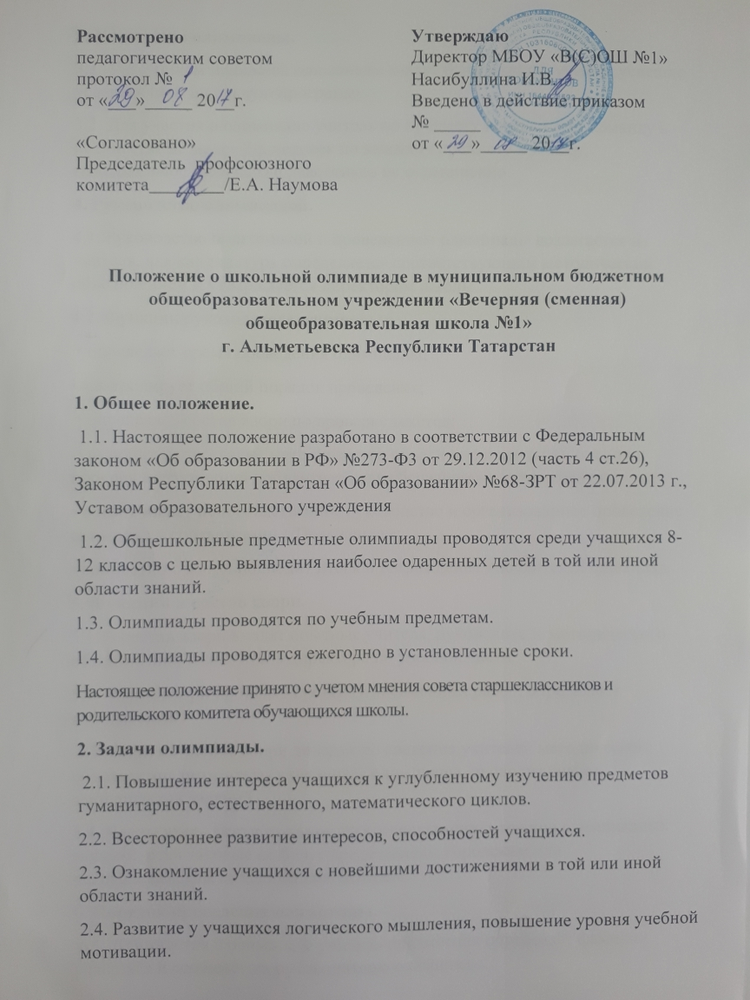 Рассмотрено
педагогическим советом
протокол № 1
от «29» 08 2017г.
«Согласовано»
Председатель профсоюзного
комитета________/Е.А. Наумова
Утверждаю
Директор МБОУ «В(С)ОШ №1»
Насибуллина И.В.
Введено в действие приказом
№ _____
от «29» 08 2017г.
ДЛЯ
Положение о школьной олимпиаде в муниципальном бюджетном
общеобразовательном учреждении «Вечерняя (сменная)
общеобразовательная школа №1»
г. Альметьевска Республики Татарстан
1. Общее положение.
1.1. Настоящее положение разработано в соответствии с Федеральным
законом «Об образовании в РФ» №273-ФЗ от 29.12.2012 (часть 4 ст.26),
Законом Республики Татарстан «Об образовании» №68-ЗРТ от 22.07.2013 г.,
Уставом образовательного учреждения
1.2. Общешкольные предметные олимпиады проводятся среди учащихся 8-
12 классов с целью выявления наиболее одаренных детей в той или иной
области знаний.
1.3. Олимпиады проводятся по учебным предметам.
1.4. Олимпиады проводятся ежегодно в установленные сроки.
Настоящее положение принято с учетом мнения совета старшеклассников и
родительского комитета обучающихся школы.
2. Задачи олимпиады.
2.1. Повышение интереса учащихся к углубленному изучению предметов
гуманитарного, естественного, математического циклов.
2.2. Всестороннее развитие интересов, способностей учащихся.
2.3. Ознакомление учащихся с новейшими достижениями в той или иной
области знаний.
2.4. Развитие у учащихся логического мышления, повышение уровня учебной
мотивации.